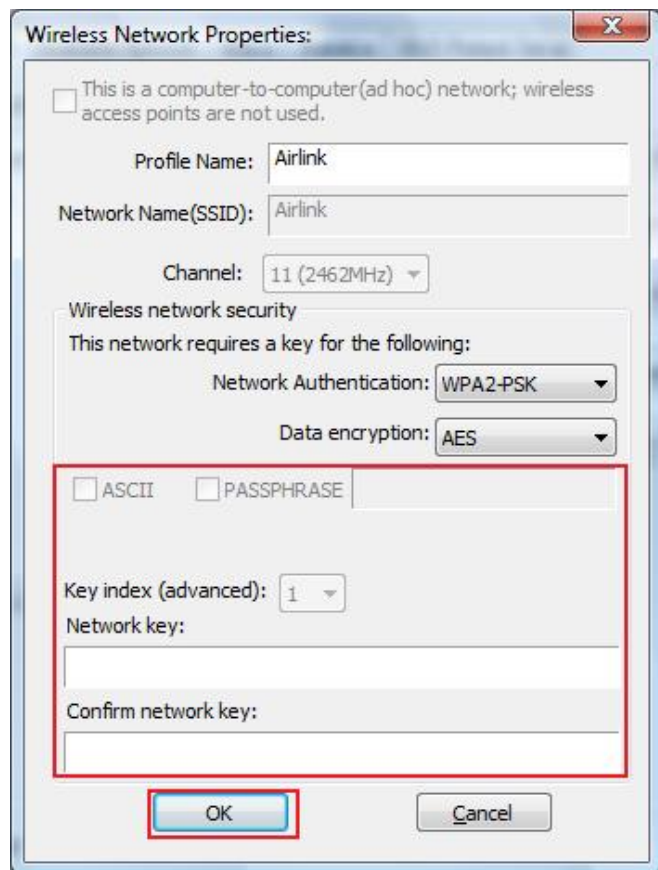 Wireless Network Properties:
This is a computer-to-computer(ad hoc) network; wireless
access points are not used.
Profile Name: Airlink
Network Name(SSID): Airlink
Channel: 11 (2462MHz)
Wireless network security
This network requires a key for the following:
Network Authentication: WPA2-PSK
Data encryption: AES
ASCII PASSPHRASE
Key index (advanced): 1
Network key:
Confirm network key:
OK Cancel